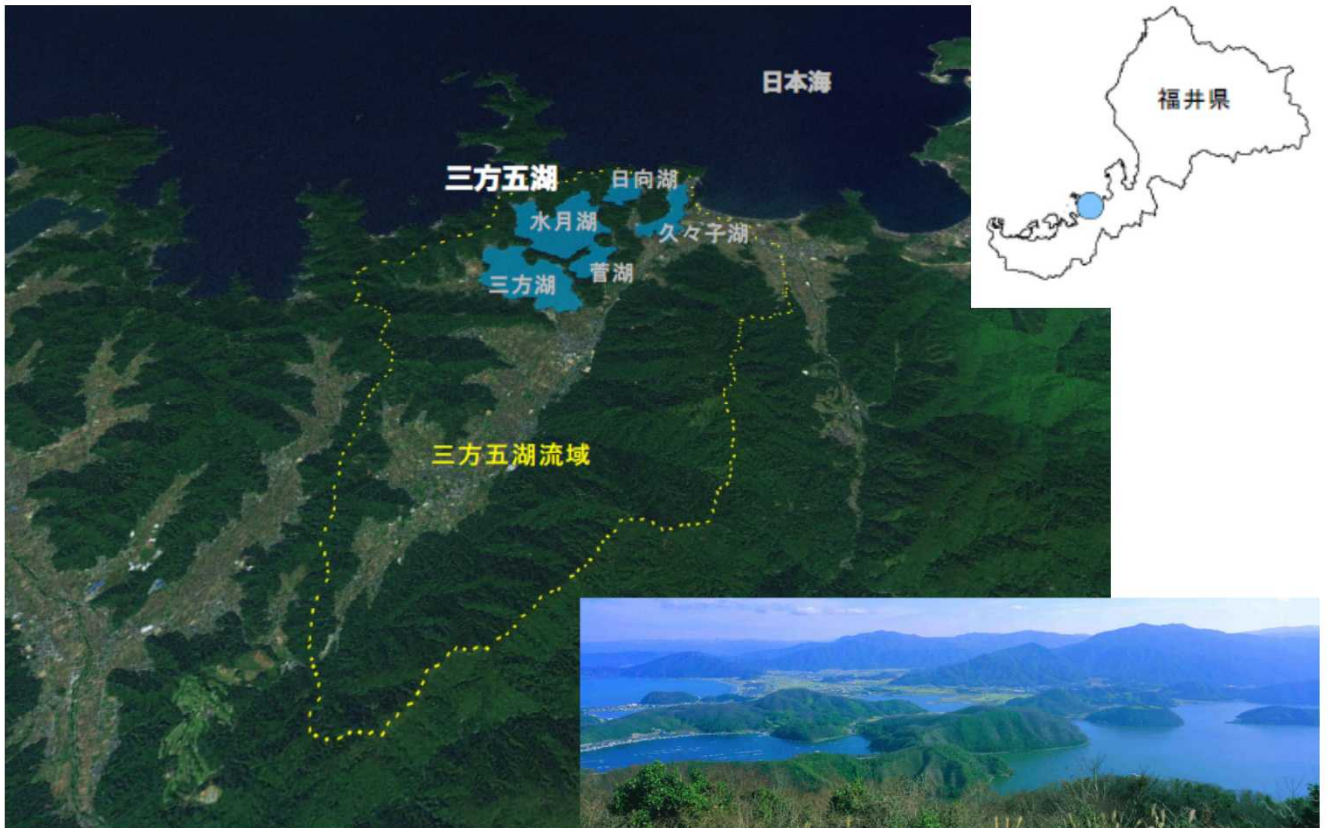 日本海
福井県
三方五湖
日向湖
水月湖
久々子湖
菅湖
三方湖
三方五湖流域